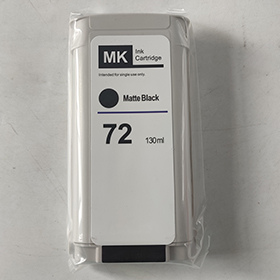 MK
Ink
Cartridge
Intended for single use only.
Matte Black
72
130ml